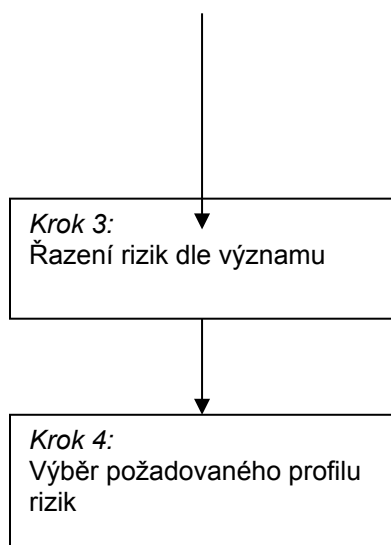 Krok 3:
Řazení rizik dle významu
Krok 4:
Výběr požadovaného profilu
rizik